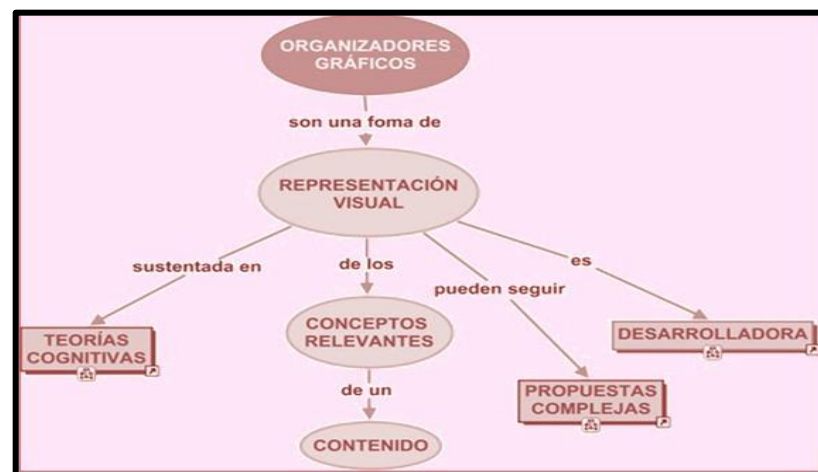 ORGANIZADORES
GRÁFICOS
son una foma de
REPRESENTACIÓN
VISUAL
sustentada en
de los
pueden seguir
es
TEORÍAS
COGNITIVAS
CONCEPTOS
RELEVANTES
DESARROLLADORA
de un
PROPUESTAS
COMPLEJAS
CONTENIDO